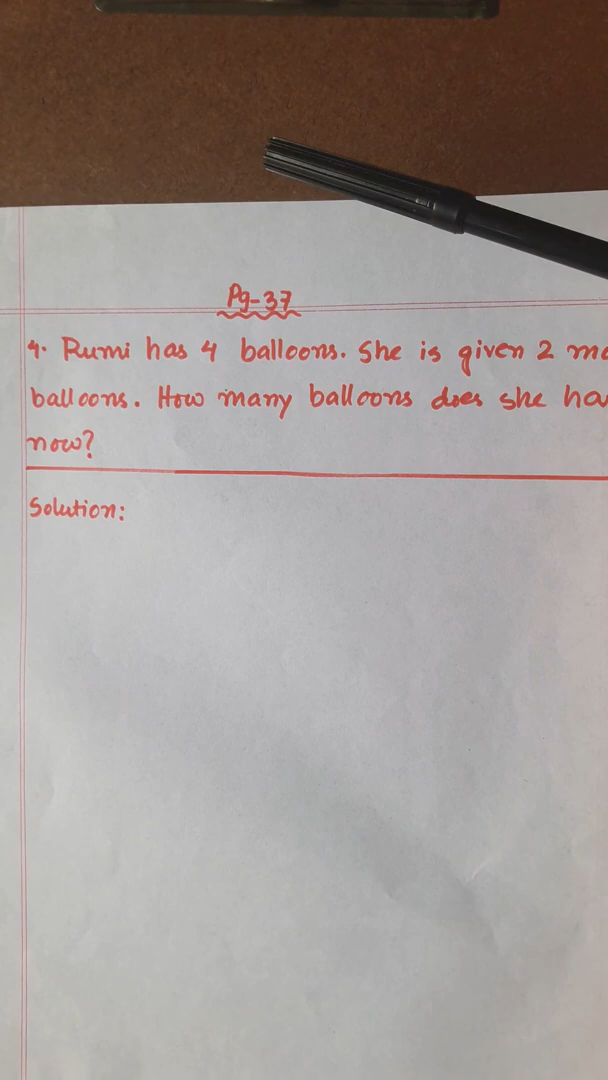 Pg-37
4. Rumi has 4 balloons. She is given 2
balloons. How many balloons does she
now?
Solution: